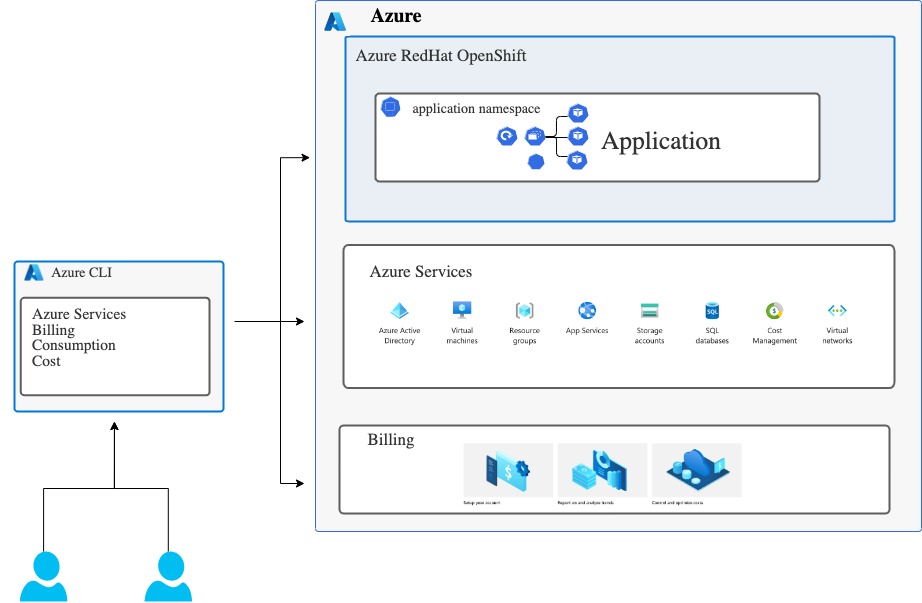 Azure
Azure RedHat OpenShift
application namespace
Application
Azure CLI
Azure Services
Billing
Consumption
Cost
Azure Services
Azure Active
Directory
Virtual
machines
Resource
groups
App Services
Storage
accounts
SQL
SQL
databases
Cost
Management
Virtual
networks
Billing
Setup your account
Report on and analyze trends
Control and optimize costs